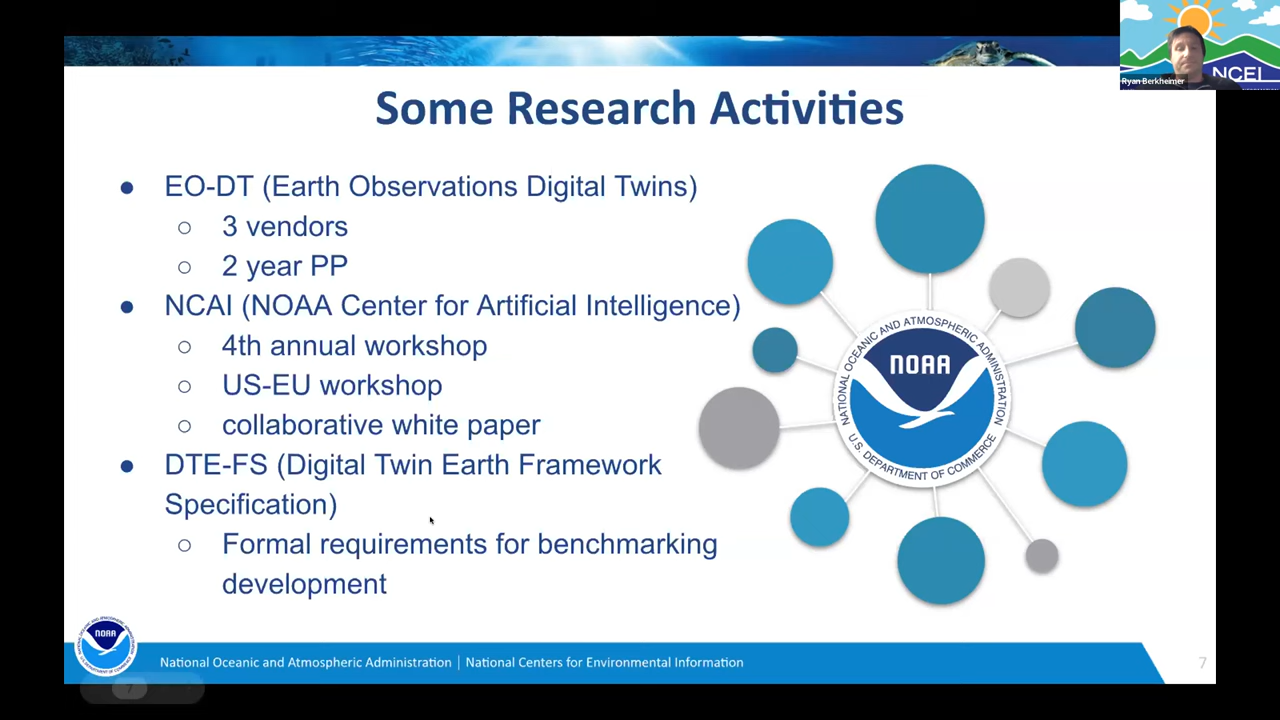 Some Research Activities
● EO-DT (Earth Observations Digital Twins)
○ 3 vendors
○ 2 year PP
● NCAI (NOAA Center for Artificial Intelligence)
○ 4th annual workshop
○ US-EU workshop
○ collaborative white paper
● DTE-FS (Digital Twin Earth Framework
Specification)
○ Formal requirements for benchmarking
development
NATIONAL OCEANIC AND ATMOSPHERIC ADMINISTRATION
NOAA
U.S. DEPARTMENT OF COMMERCE
Ryan Berkheimer
NCEI
NOAA
National Oceanic and Atmospheric Administration | National Centers for Environmental Information
7
7